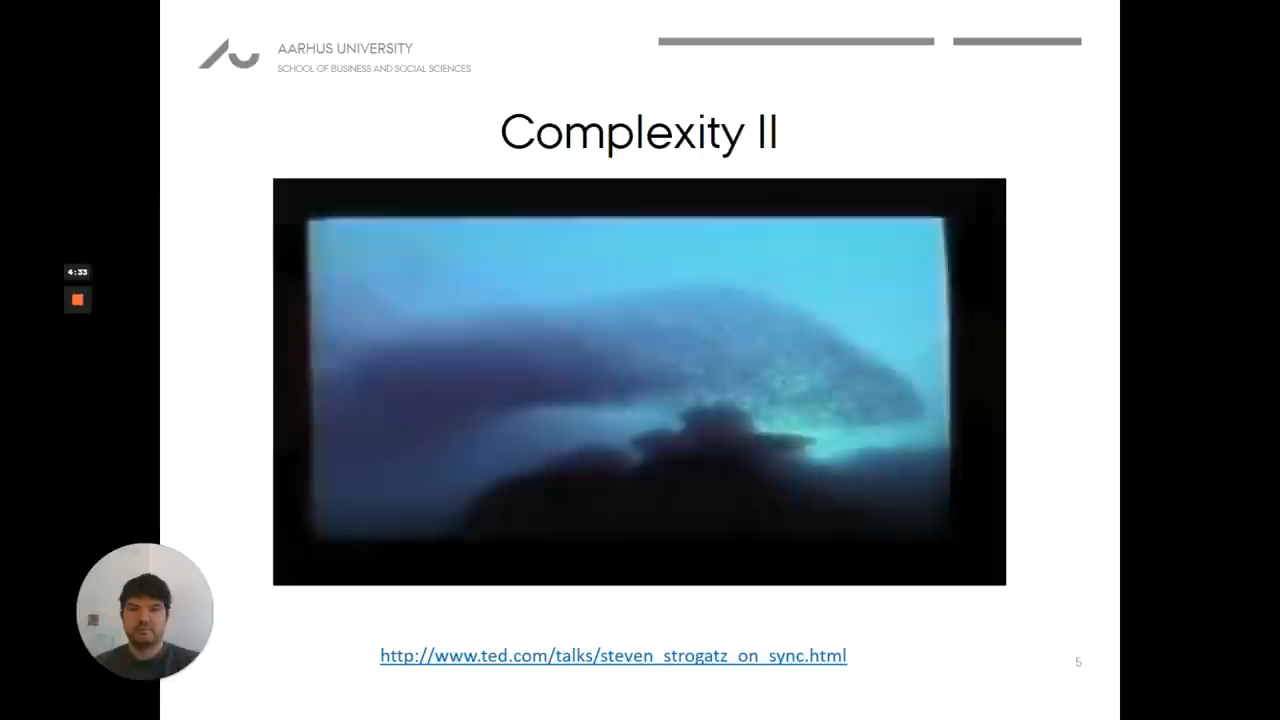 AARHUS UNIVERSITY
SCHOOL OF BUSINESS AND SOCIAL SCIENCES
Complexity II
4:33
http://www.ted.com/talks/steven_strogatz_on_sync.html
5